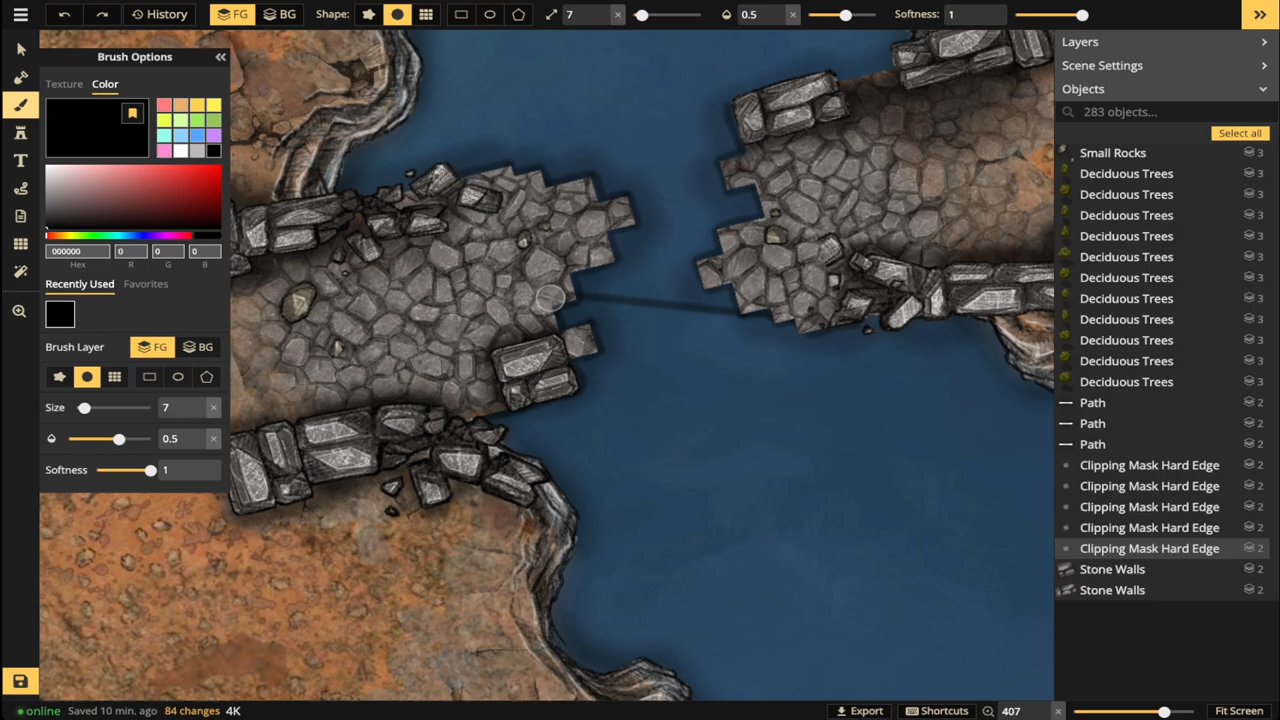 History
FG
BG
Shape:
7
0.5
Softness:
1
Brush Options
Texture
Color
000000
0
0
0
Hex
R
G
B
Recently Used
Favorites
Brush Layer
FG
BG
Size
7
0.5
Softness
1
Layers
Scene Settings
Objects
283 objects...
Select all
Small Rocks 3
Deciduous Trees 3
Deciduous Trees 3
Deciduous Trees 3
Deciduous Trees 3
Deciduous Trees 3
Deciduous Trees 3
Deciduous Trees 3
Deciduous Trees 3
Deciduous Trees 3
Deciduous Trees 3
Deciduous Trees 3
Path 2
Path 2
Path 2
Clipping Mask Hard Edge 2
Clipping Mask Hard Edge 2
Clipping Mask Hard Edge 2
Clipping Mask Hard Edge 2
Clipping Mask Hard Edge 2
Stone Walls 2
Stone Walls 2
online
Saved 10 min. ago
84 changes
4K
Export
Shortcuts
407
Fit Screen